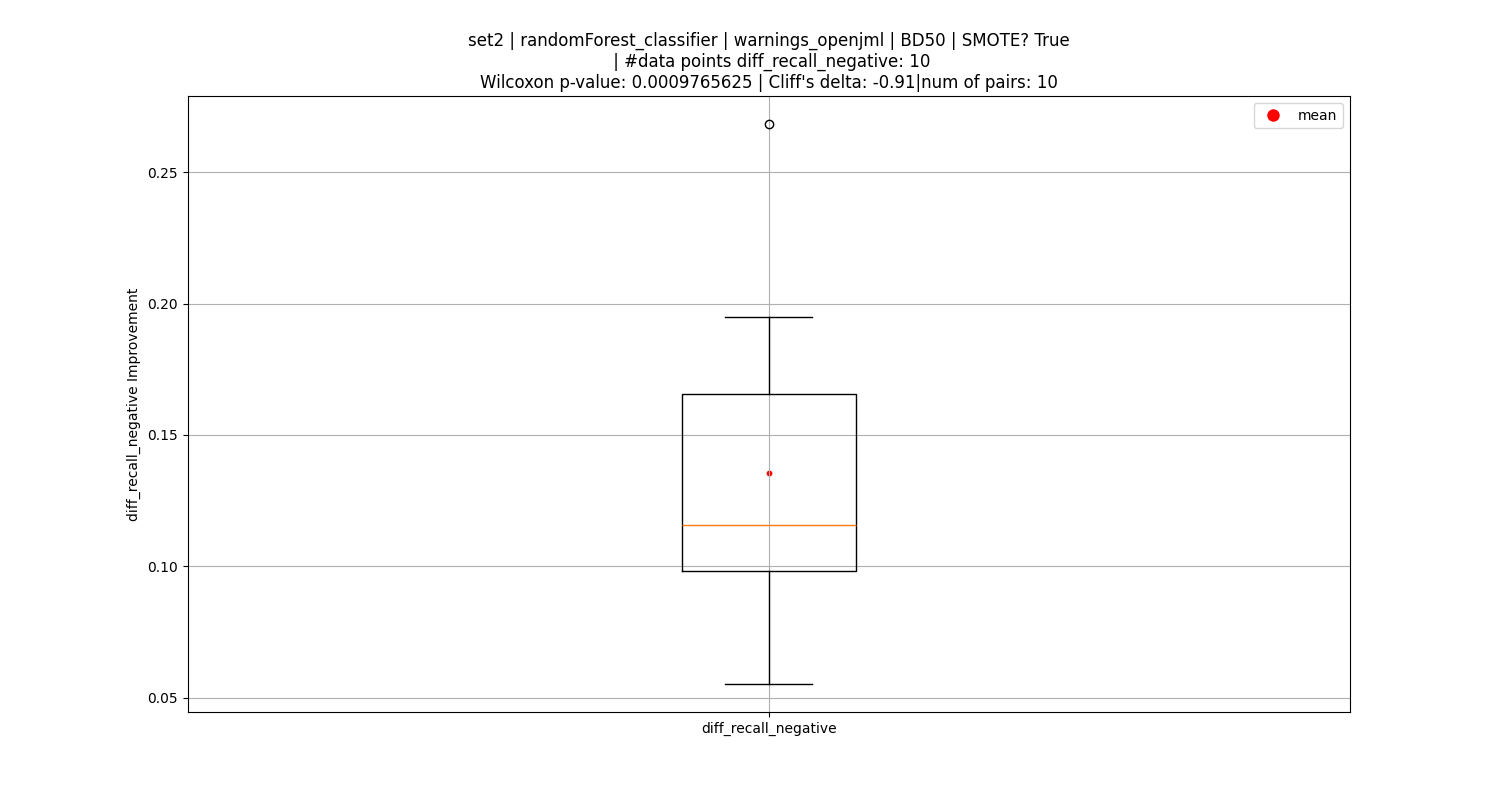 set2 | randomForest_classifier | warnings_openjml | BD50 | SMOTE? True
| #data points diff_recall_negative: 10
Wilcoxon p-value: 0.0009765625 | Cliff's delta: -0.91|num of pairs: 10
mean
0.25
0.20
0.15
0.10
0.05
diff_recall_negative Improvement
diff_recall_negative